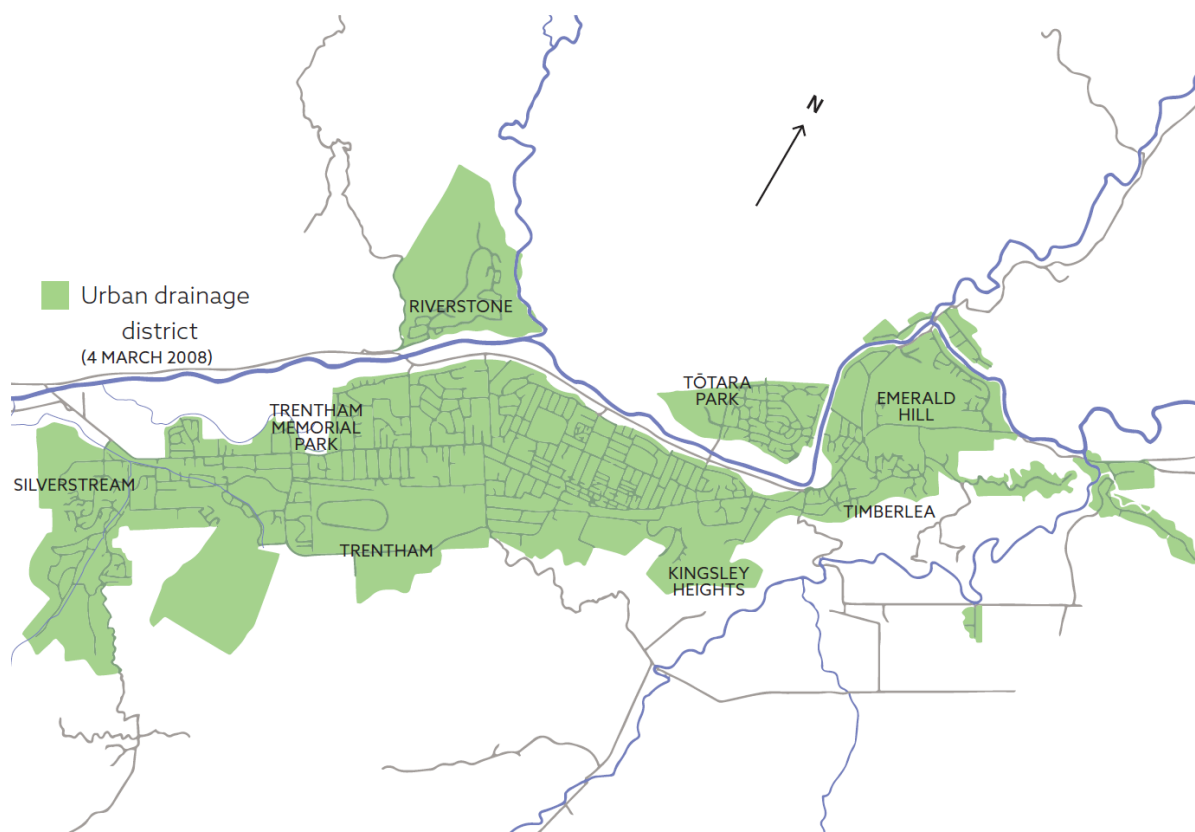 N
Urban drainage
district
(4 MARCH 2008)
RIVERSTONE
TŌTARA
PARK
EMERALD
HILL
TRENTHAM
MEMORIAL
PARK
SILVERSTREAM
TIMBERLEA
TRENTHAM
KINGSLEY
HEIGHTS